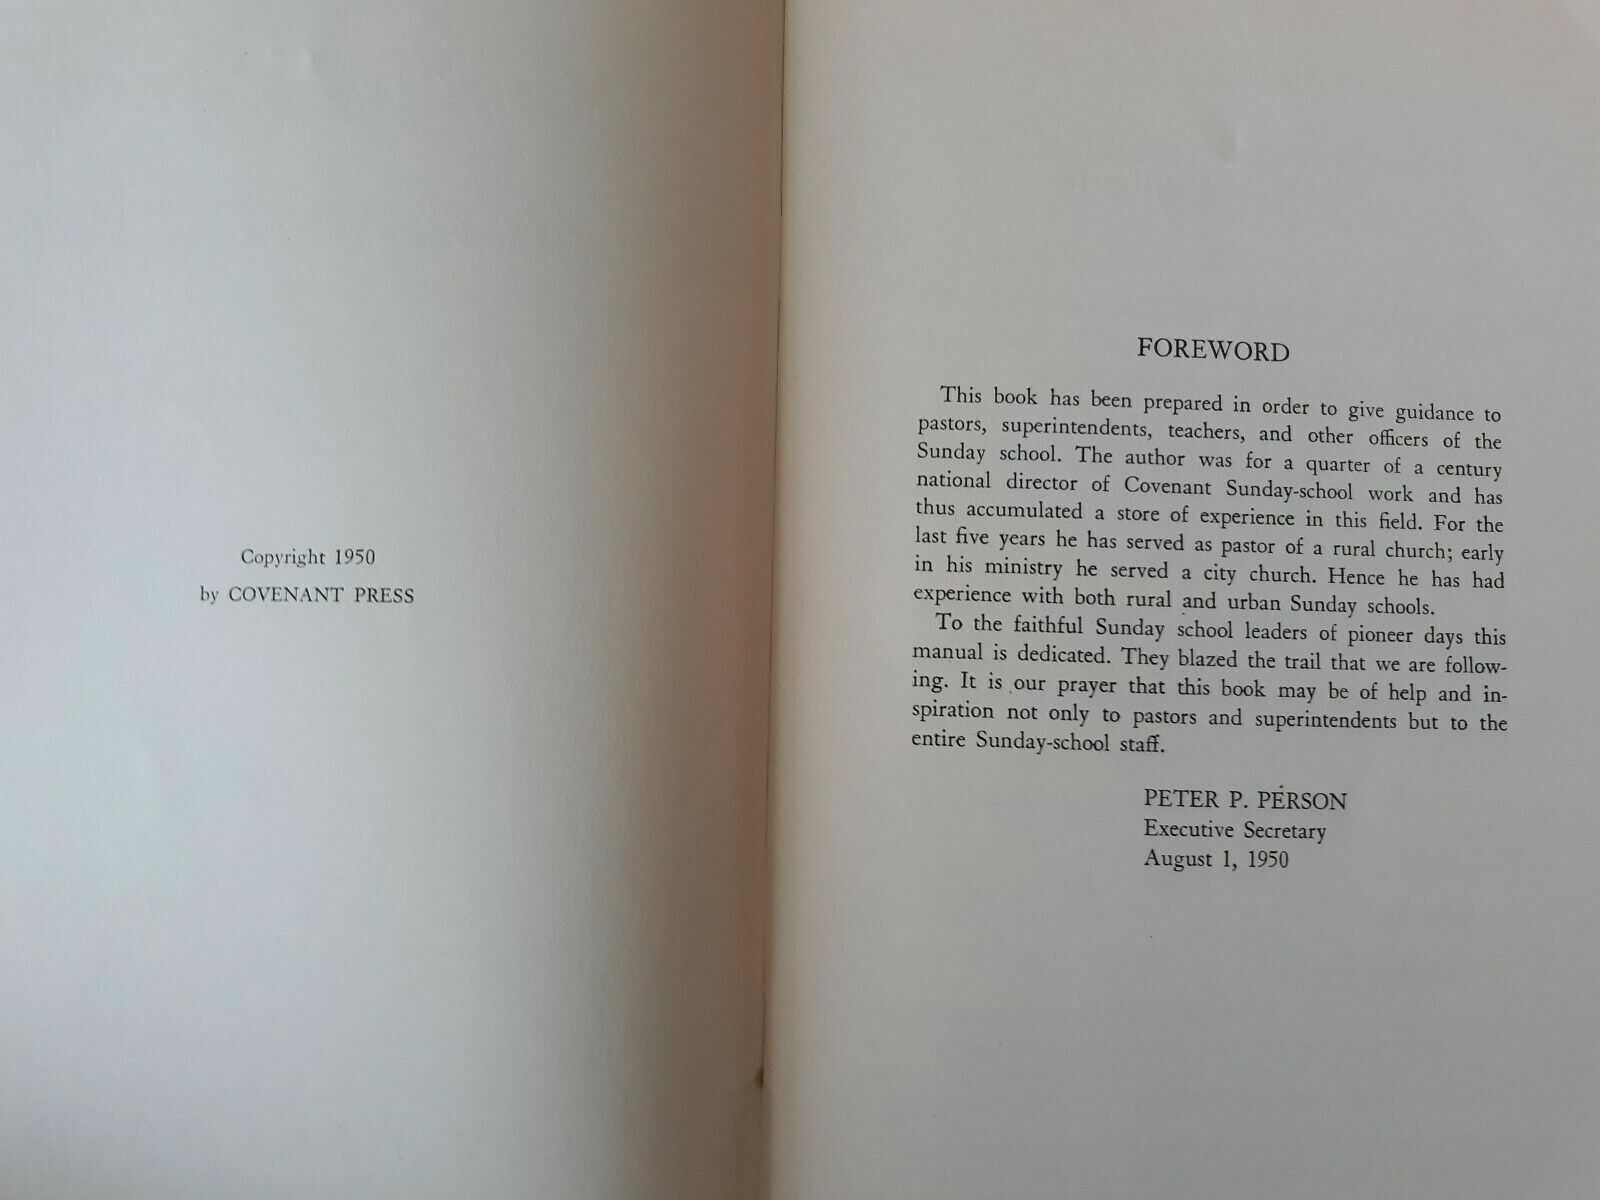 Copyright 1950
by COVENANT PRESS
FOREWORD
This book has been prepared in order to give guidance to
pastors, superintendents, teachers, and other officers of the
Sunday school. The author was for a quarter of a century
national director of Covenant Sunday-school work and has
thus accumulated a store of experience in this field. For the
last five years he has served as pastor of a rural church; early
in his ministry he served a city church. Hence he has had
experience with both rural and urban Sunday schools.
To the faithful Sunday school leaders of pioneer days this
manual is dedicated. They blazed the trail that we are follow-
ing. It is our prayer that this book may be of help and in-
spiration not only to pastors and superintendents but to the
entire Sunday-school staff.
PETER P. PERSON
Executive Secretary
August 1, 1950